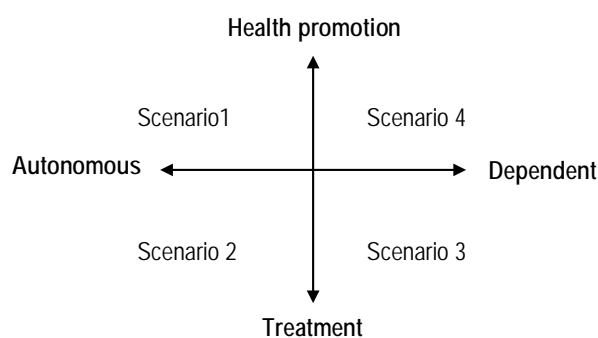 Health promotion
Scenario1
Scenario 4
Autonomous
Dependent
Scenario 2
Scenario 3
Treatment